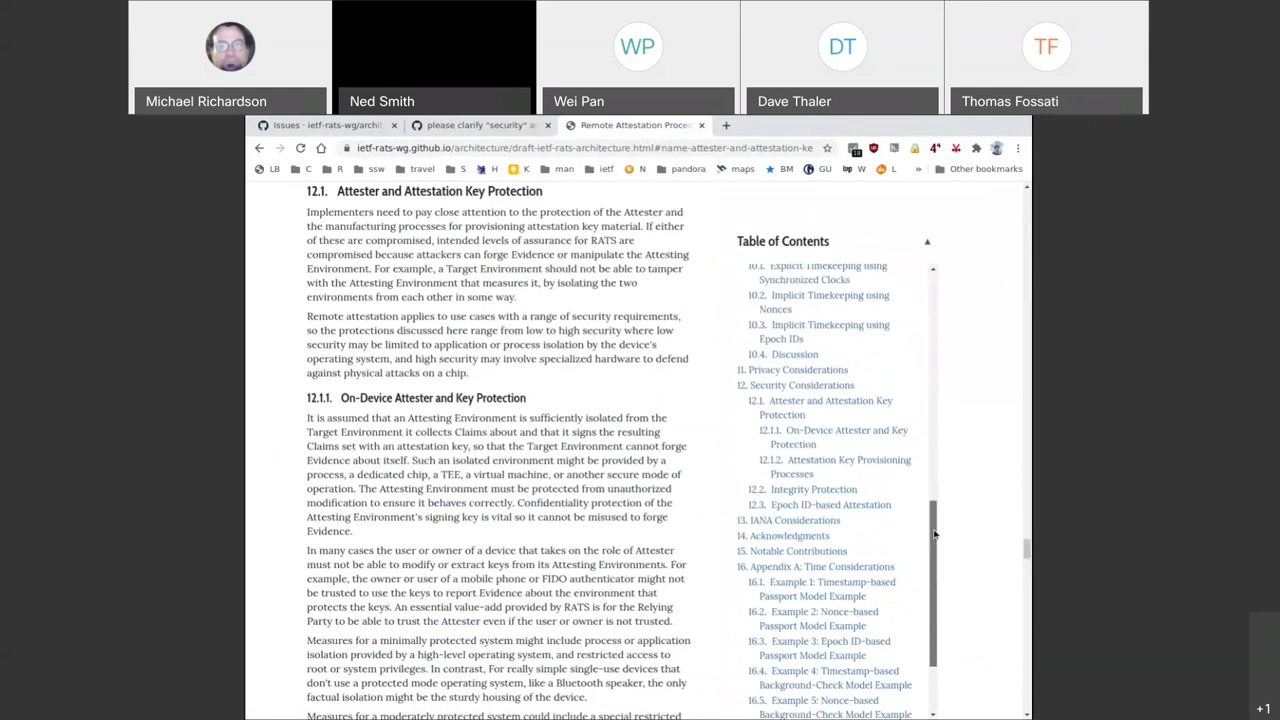 WP
DT
TF
Michael Richardson
Ned Smith
Wei Pan
Dave Thaler
Thomas Fossati
Issues · ietf-rats-wg/archit
please clarify "security" as
Remote Attestation Proced
ietf-rats-wg.github.io/architecture/draft-ietf-rats-architecture.html#name-attester-and-attestation-ke
18
4°
LB
C
R
ssw
travel
S
H
K
man
ietf
N
pandora
maps
BM
GU
Wop
L
»
Other bookmarks
12.1. Attester and Attestation Key Protection
Implementers need to pay close attention to the protection of the Attester and
the manufacturing processes for provisioning attestation key material. If either
of these are compromised, intended levels of assurance for RATS are
compromised because attackers can forge Evidence or manipulate the Attesting
Environment. For example, a Target Environment should not be able to tamper
with the Attesting Environment that measures it, by isolating the two
environments from each other in some way.
Remote attestation applies to use cases with a range of security requirements,
so the protections discussed here range from low to high security where low
security may be limited to application or process isolation by the device's
operating system, and high security may involve specialized hardware to defend
against physical attacks on a chip.
12.1.1. On-Device Attester and Key Protection
It is assumed that an Attesting Environment is sufficiently isolated from the
Target Environment it collects Claims about and that it signs the resulting
Claims set with an attestation key, so that the Target Environment cannot forge
Evidence about itself. Such an isolated environment might be provided by a
process, a dedicated chip, a TEE, a virtual machine, or another secure mode of
operation. The Attesting Environment must be protected from unauthorized
modification to ensure it behaves correctly. Confidentiality protection of the
Attesting Environment's signing key is vital so it cannot be misused to forge
Evidence.
In many cases the user or owner of a device that takes on the role of Attester
must not be able to modify or extract keys from its Attesting Environments. For
example, the owner or user of a mobile phone or FIDO authenticator might not
be trusted to use the keys to report Evidence about the environment that
protects the keys. An essential value-add provided by RATS is for the Relying
Party to be able to trust the Attester even if the user or owner is not trusted.
Measures for a minimally protected system might include process or application
isolation provided by a high-level operating system, and restricted access to
root or system privileges. In contrast, For really simple single-use devices that
don't use a protected mode operating system, like a Bluetooth speaker, the only
factual isolation might be the sturdy housing of the device.
Measures for a moderately protected system could include a special restricted
Table of Contents
10.1. Explicit Timekeeping using
Synchronized Clocks
10.2. Implicit Timekeeping using
Nonces
10.3. Implicit Timekeeping using
Epoch IDs
10.4. Discussion
11. Privacy Considerations
12. Security Considerations
12.1. Attester and Attestation Key
Protection
12.1.1. On-Device Attester and Key
Protection
12.1.2. Attestation Key Provisioning
Processes
12.2. Integrity Protection
12.3. Epoch ID-based Attestation
13. IANA Considerations
14. Acknowledgments
15. Notable Contributions
16. Appendix A: Time Considerations
16.1. Example 1: Timestamp-based
Passport Model Example
16.2. Example 2: Nonce-based
Passport Model Example
16.3. Example 3: Epoch ID-based
Passport Model Example
16.4. Example 4: Timestamp-based
Background-Check Model Example
16.5. Example 5: Nonce-based
Background-Check Model Example
+1